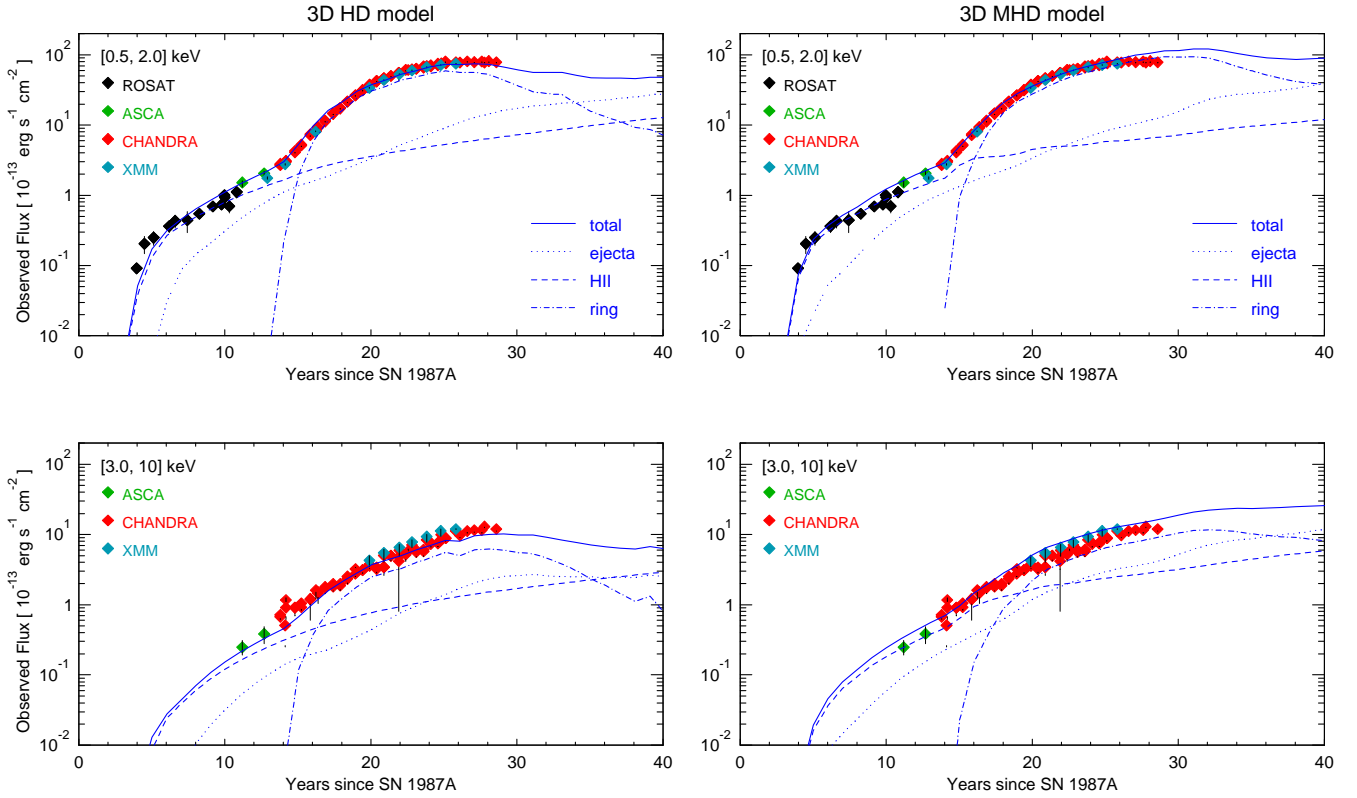 3D HD model
3D MHD model
[0.5, 2.0] keV
ROSAT
ASCA
CHANDRA
XMM
total
ejecta
HII
ring
10^2
10
1
10^-1
10^-2
Observed Flux [ 10^-13 erg s^-1 cm^-2 ]
0 10 20 30 40
Years since SN 1987A
[0.5, 2.0] keV
ROSAT
ASCA
CHANDRA
XMM
total
ejecta
HII
ring
10^2
10
1
10^-1
10^-2
0 10 20 30 40
Years since SN 1987A
[3.0, 10] keV
ASCA
CHANDRA
XMM
10^2
10
1
10^-1
10^-2
Observed Flux [ 10^-13 erg s^-1 cm^-2 ]
0 10 20 30 40
Years since SN 1987A
[3.0, 10] keV
ASCA
CHANDRA
XMM
10^2
10
1
10^-1
10^-2
0 10 20 30 40
Years since SN 1987A